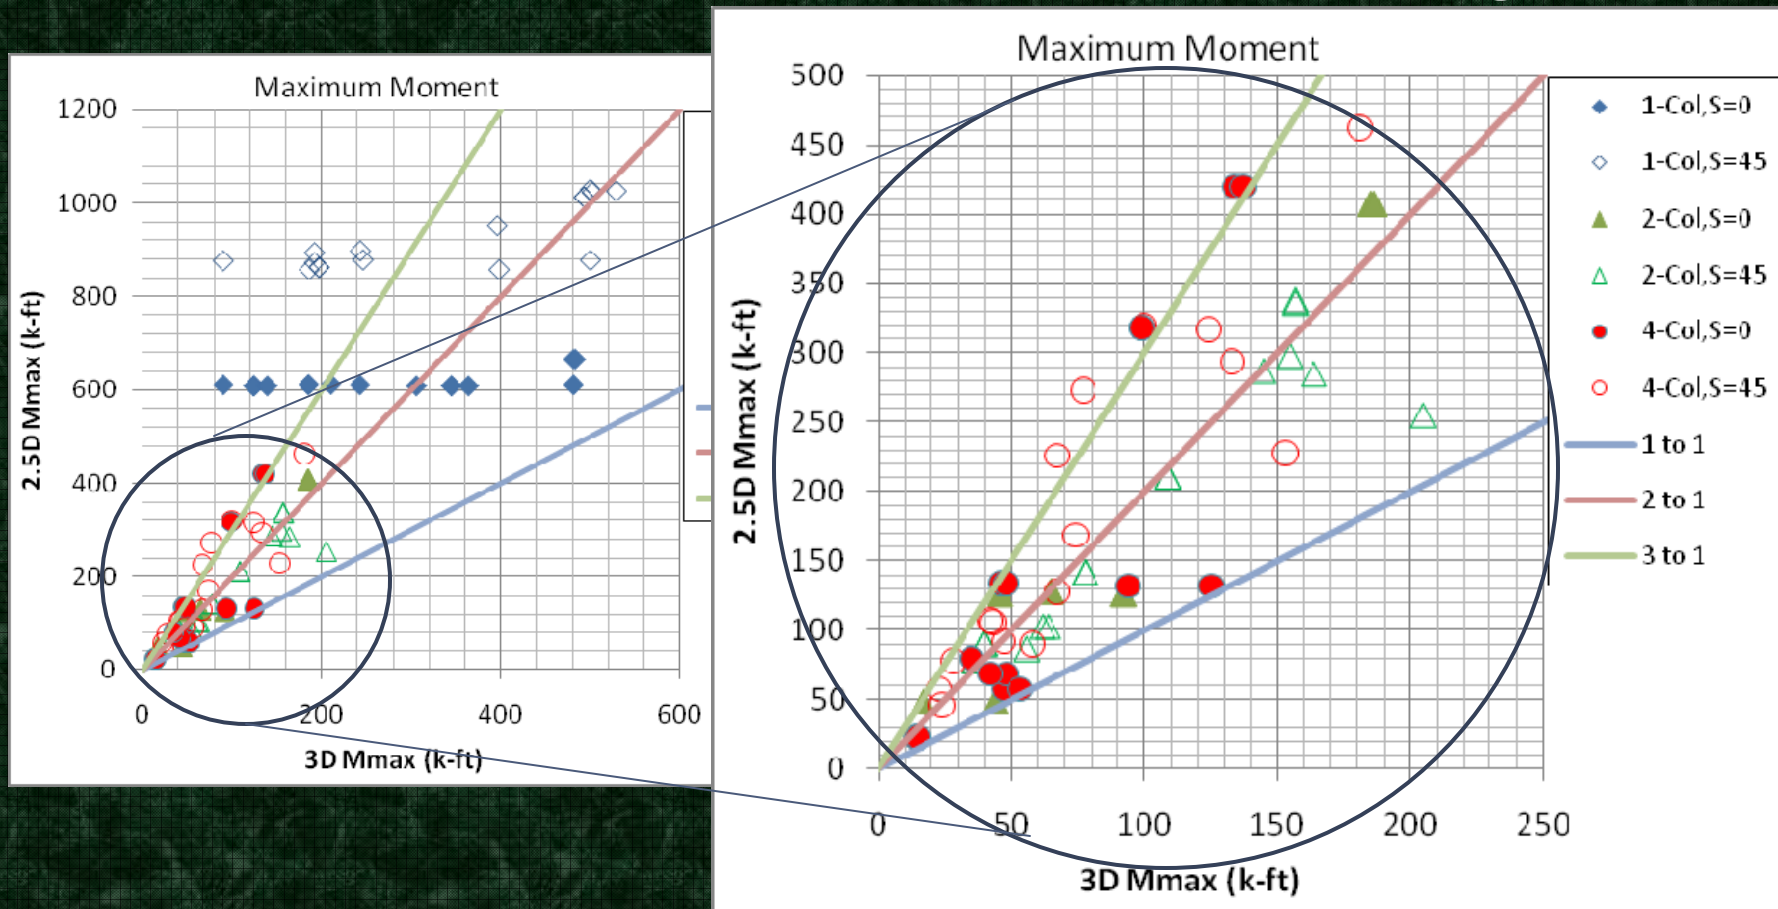 Maximum Moment
1200
1000
800
600
400
200
0
0 200 400 600
2.5D Mmax (k-ft)
3D Mmax (k-ft)
Maximum Moment
500
450
400
350
300
250
200
150
100
50
0
0 50 100 150 200 250
2.5D Mmax (k-ft)
3D Mmax (k-ft)
1-Col,S=0
1-Col,S=45
2-Col,S=0
2-Col,S=45
4-Col,S=0
4-Col,S=45
1 to 1
2 to 1
3 to 1